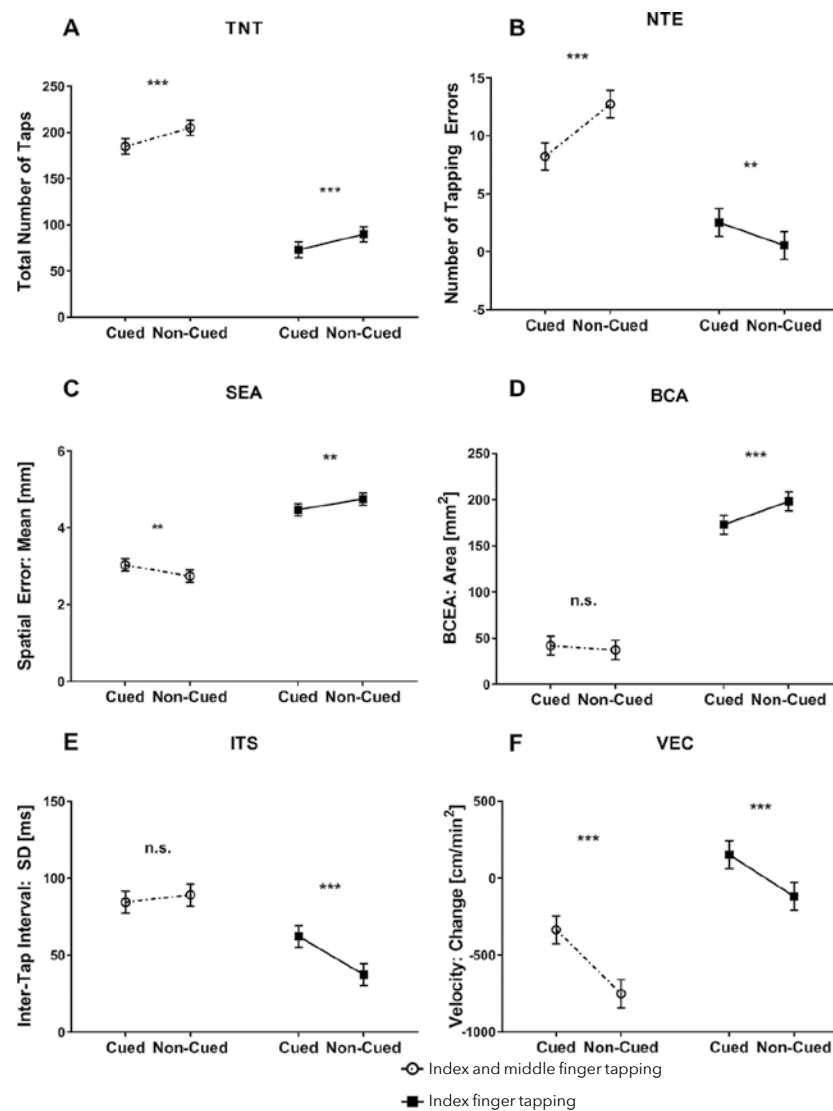 A TNT
Total Number of Taps
250
200
150
100
50
0
***
***
Cued Non-Cued Cued Non-Cued
B NTE
Number of Tapping Errors
15
10
5
0
-5
***
**
Cued Non-Cued Cued Non-Cued
C SEA
Spatial Error: Mean [mm]
6
4
2
0
**
**
Cued Non-Cued Cued Non-Cued
D BCA
BCEA: Area [mm²]
250
200
150
100
50
0
n.s.
***
Cued Non-Cued Cued Non-Cued
E ITS
Inter-Tap Interval: SD [ms]
150
100
50
0
n.s.
***
Cued Non-Cued Cued Non-Cued
F VEC
Velocity: Change [cm/min²]
500
0
-500
-1000
***
***
Cued Non-Cued Cued Non-Cued
Index and middle finger tapping
Index finger tapping